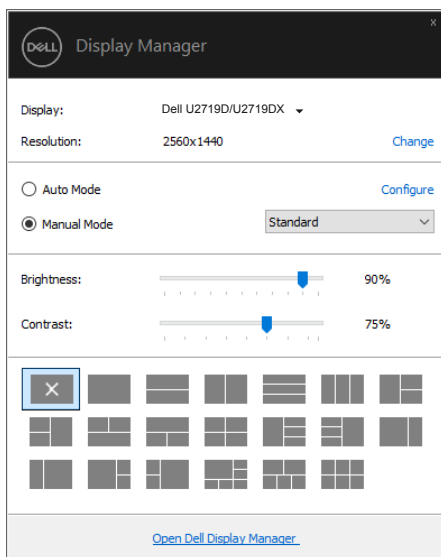 x
DELL Display Manager
Display: Dell U2719D/U2719DX
Resolution: 2560x1440 Change
Auto Mode Configure
Manual Mode Standard
Brightness: 90%
Contrast: 75%
Open Dell Display Manager